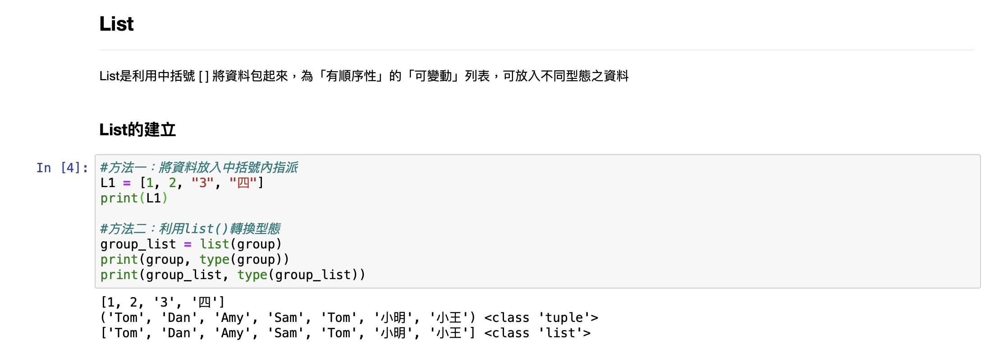 List
List是利用中括號 [ ] 將資料包起來，為「有順序性」的「可變動」列表，可放入不同型態之資料
List的建立
In [4]:
#方法一：將資料放入中括號內指派
L1 = [1, 2, "3", "四"]
print(L1)
#方法二：利用list()轉換型態
group_list = list(group)
print(group, type(group))
print(group_list, type(group_list))
[1, 2, '3', '四']
('Tom', 'Dan', 'Amy', 'Sam', 'Tom', '小明', '小王') <class 'tuple'>
['Tom', 'Dan', 'Amy', 'Sam', 'Tom', '小明', '小王'] <class 'list'>